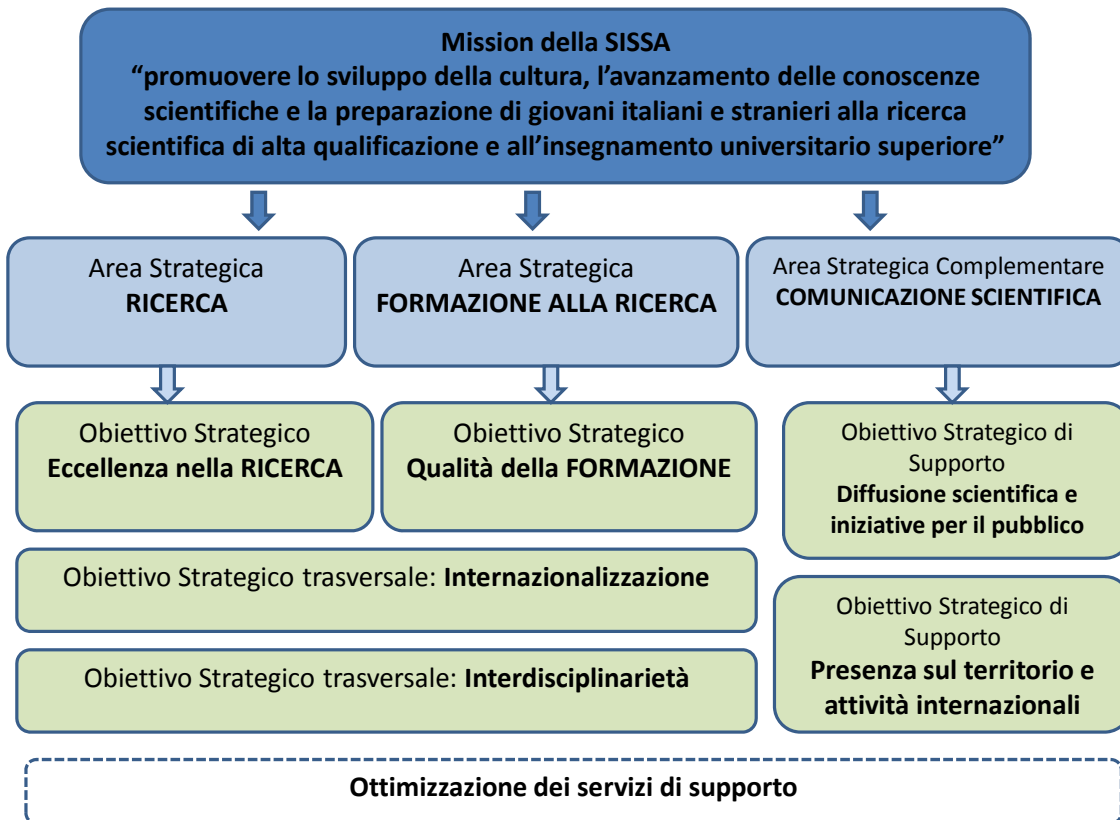 Mission della SISSA
“promuovere lo sviluppo della cultura, l’avanzamento delle conoscenze
scientifiche e la preparazione di giovani italiani e stranieri alla ricerca
scientifica di alta qualificazione e all’insegnamento universitario superiore”
Area Strategica
RICERCA
Area Strategica
FORMAZIONE ALLA RICERCA
Area Strategica Complementare
COMUNICAZIONE SCIENTIFICA
Obiettivo Strategico
Eccellenza nella RICERCA
Obiettivo Strategico
Qualità della FORMAZIONE
Obiettivo Strategico di
Supporto
Diffusione scientifica e
iniziative per il pubblico
Obiettivo Strategico trasversale: Internazionalizzazione
Obiettivo Strategico trasversale: Interdisciplinarietà
Obiettivo Strategico di
Supporto
Presenza sul territorio e
attività internazionali
Ottimizzazione dei servizi di supporto